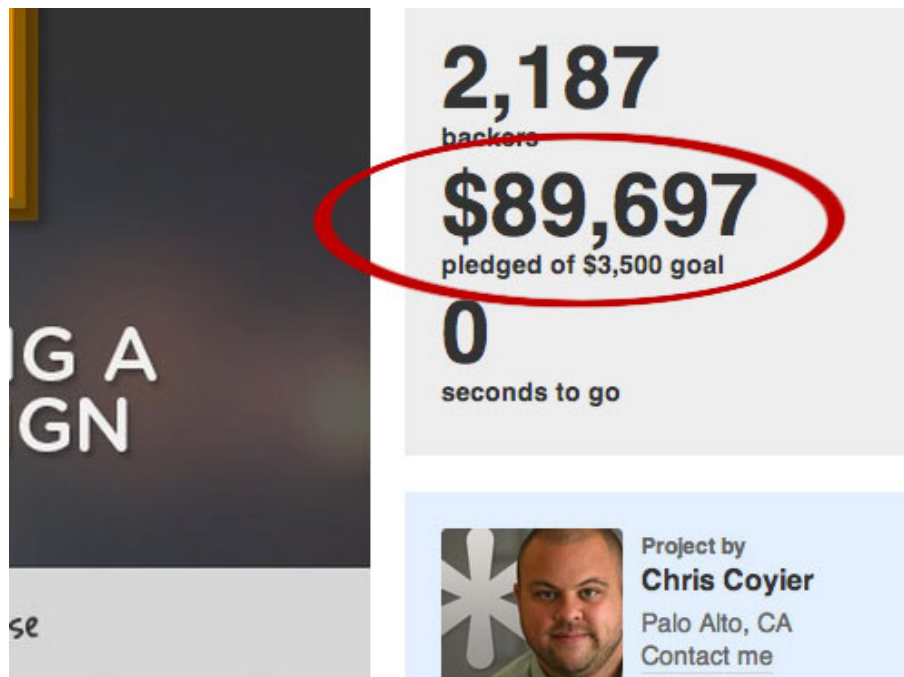 2,187
backers
$89,697
pledged of $3,500 goal
0
seconds to go
G A
GN
se
Project by
Chris Coyier
Palo Alto, CA
Contact me